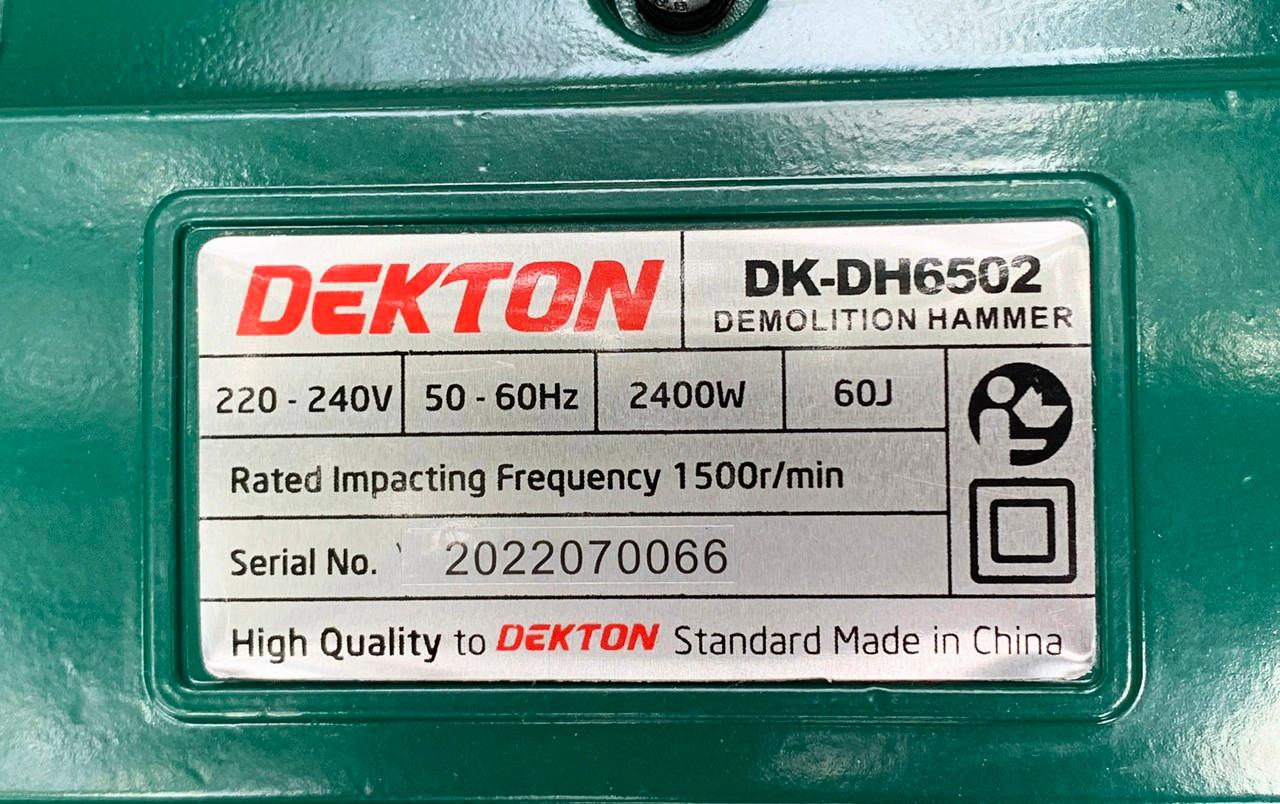 DEKTON
DK-DH6502
DEMOLITION HAMMER
220 - 240V 50 - 60Hz 2400W 60J
Rated Impacting Frequency 1500r/min
Serial No. 2022070066
High Quality to DEKTON Standard Made in China